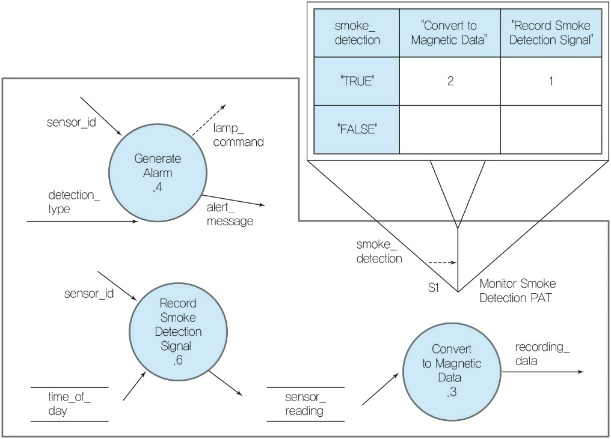 smoke_
detection
"Convert to
Magnetic Data"
"Record Smoke
Detection Signal"
"TRUE"
2
1
"FALSE"
sensor_id
lamp_
command
Generate
Alarm
.4
detection_
type
alert_
message
smoke_
detection
S1
Monitor Smoke
Detection PAT
sensor_id
Record
Smoke
Detection
Signal
.6
time_of_
day
sensor_
reading
Convert
to Magnetic
Data
.3
recording_
data